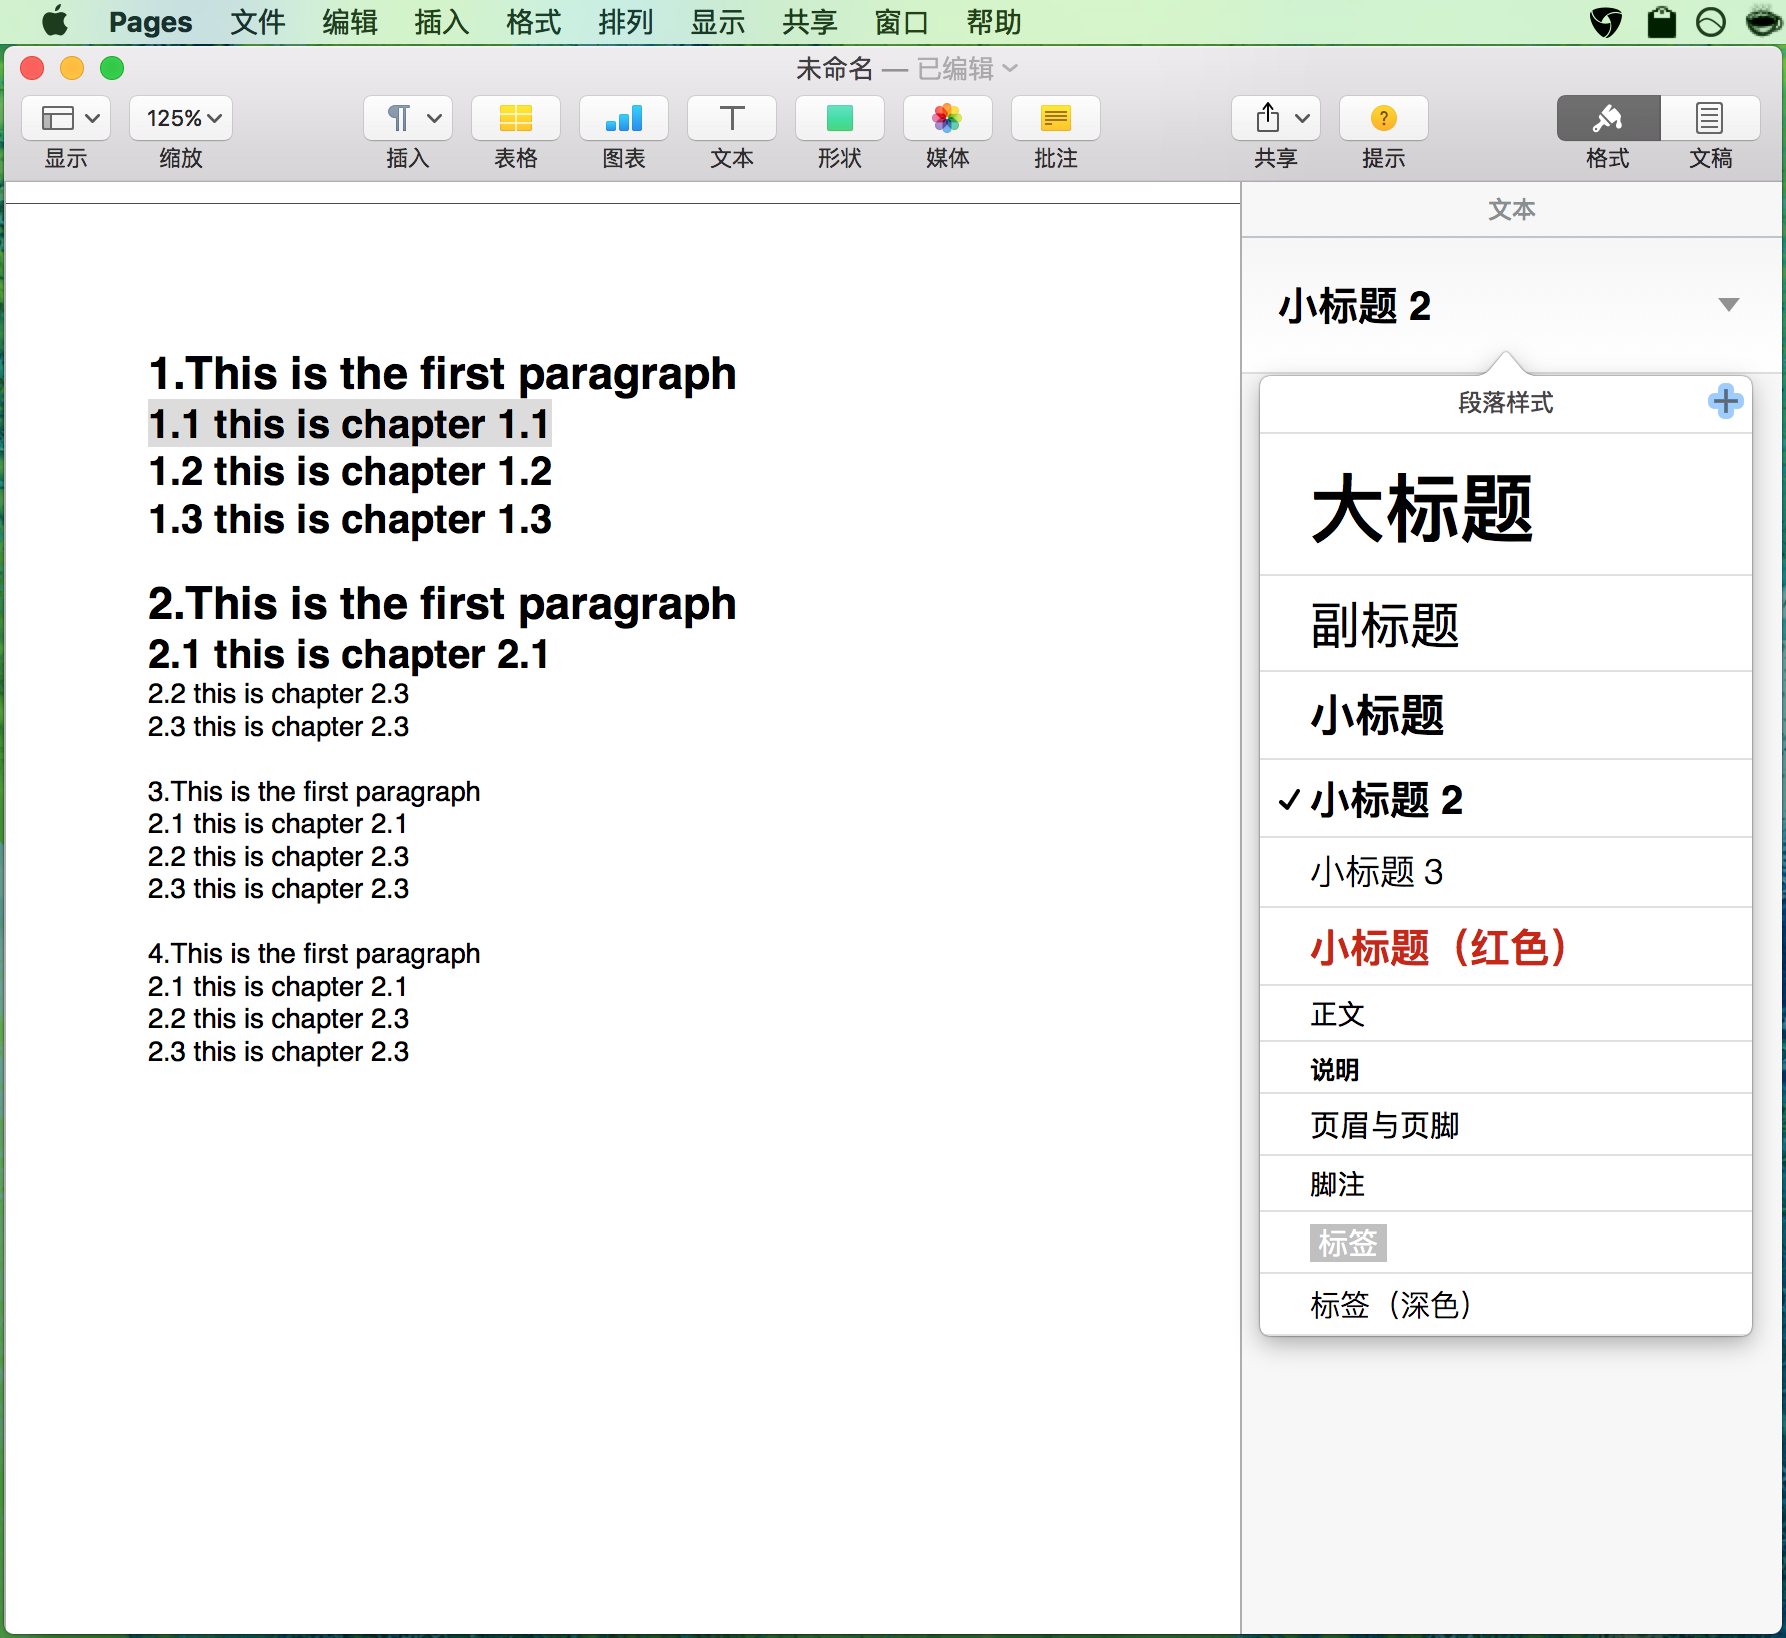 Pages 文件 编辑 插入 格式 排列 显示 共享 窗口 帮助
未命名 — 已编辑
125%
显示 缩放 插入 表格 图表 文本 形状 媒体 批注 共享 提示 格式 文稿
文本
小标题 2
段落样式
大标题
副标题
小标题
✓ 小标题 2
小标题 3
小标题（红色）
正文
说明
页眉与页脚
脚注
标签
标签（深色）
1.This is the first paragraph
1.1 this is chapter 1.1
1.2 this is chapter 1.2
1.3 this is chapter 1.3
2.This is the first paragraph
2.1 this is chapter 2.1
2.2 this is chapter 2.3
2.3 this is chapter 2.3
3.This is the first paragraph
2.1 this is chapter 2.1
2.2 this is chapter 2.3
2.3 this is chapter 2.3
4.This is the first paragraph
2.1 this is chapter 2.1
2.2 this is chapter 2.3
2.3 this is chapter 2.3